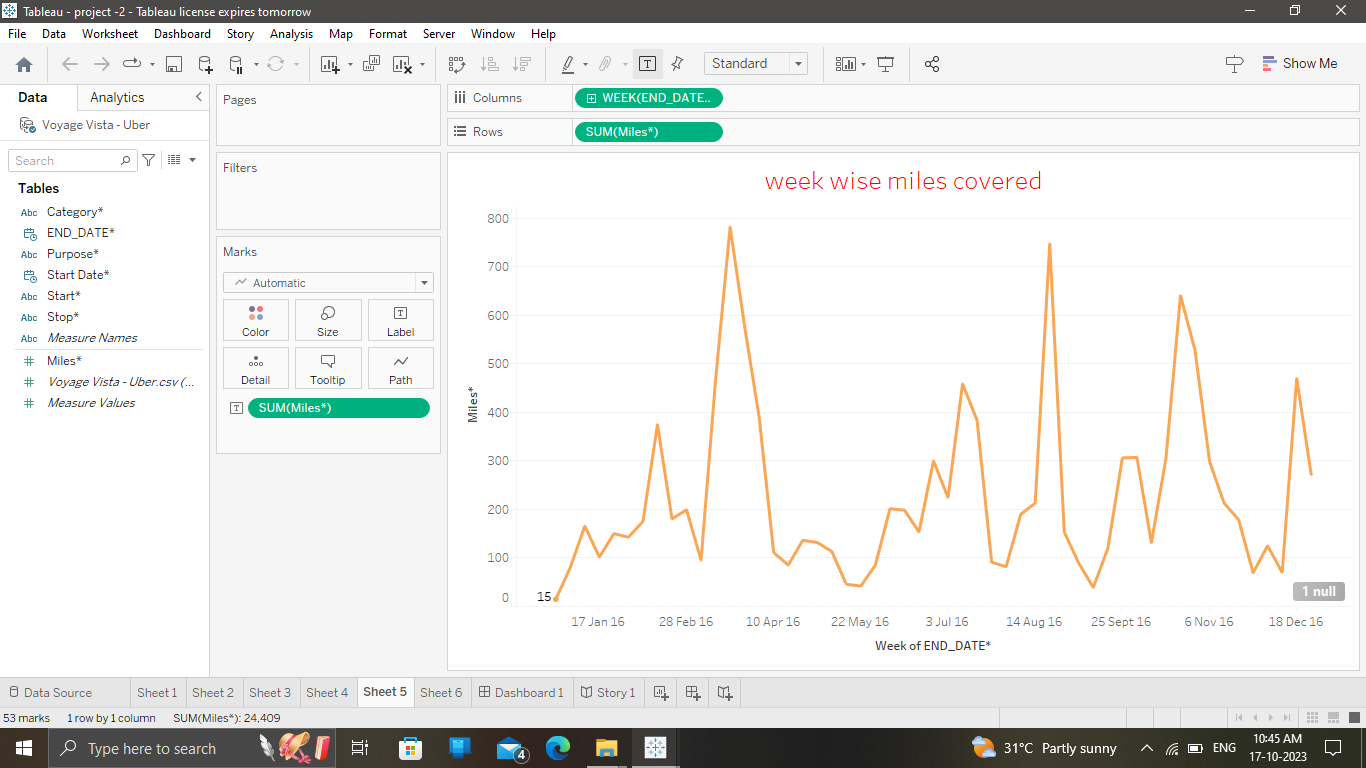 Tableau - project -2 - Tableau license expires tomorrow
File Data Worksheet Dashboard Story Analysis Map Format Server Window Help
Standard
Show Me
Data Analytics
Voyage Vista - Uber
Search
Tables
Abc Category*
END_DATE*
Abc Purpose*
Start Date*
Abc Start*
Abc Stop*
Abc Measure Names
Miles*
Voyage Vista - Uber.csv (...
Measure Values
Pages
Filters
Marks
Automatic
Color Size Label
Detail Tooltip Path
SUM(Miles*)
Columns WEEK(END_DATE..
Rows SUM(Miles*)
week wise miles covered
800
700
600
500
400
300
200
100
0
Miles*
15
1 null
17 Jan 16 28 Feb 16 10 Apr 16 22 May 16 3 Jul 16 14 Aug 16 25 Sept 16 6 Nov 16 18 Dec 16
Week of END_DATE*
Data Source Sheet 1 Sheet 2 Sheet 3 Sheet 4 Sheet 5 Sheet 6 Dashboard 1 Story 1
53 marks 1 row by 1 column SUM(Miles*): 24,409
Type here to search
4
31°C Partly sunny
ENG
10:45 AM
17-10-2023